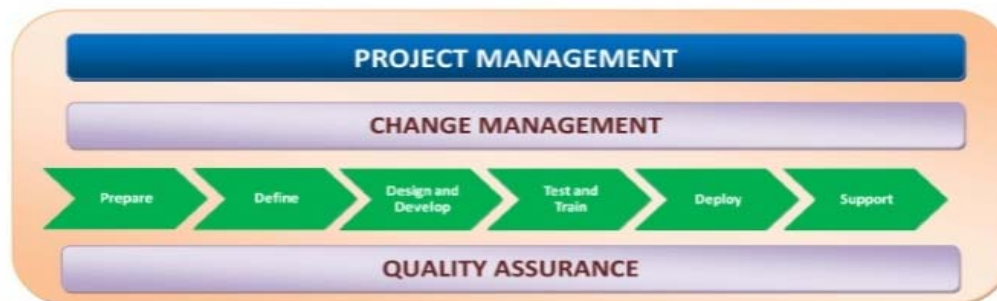 PROJECT MANAGEMENT
CHANGE MANAGEMENT
Prepare
Define
Design and
Develop
Test and
Train
Deploy
Support
QUALITY ASSURANCE